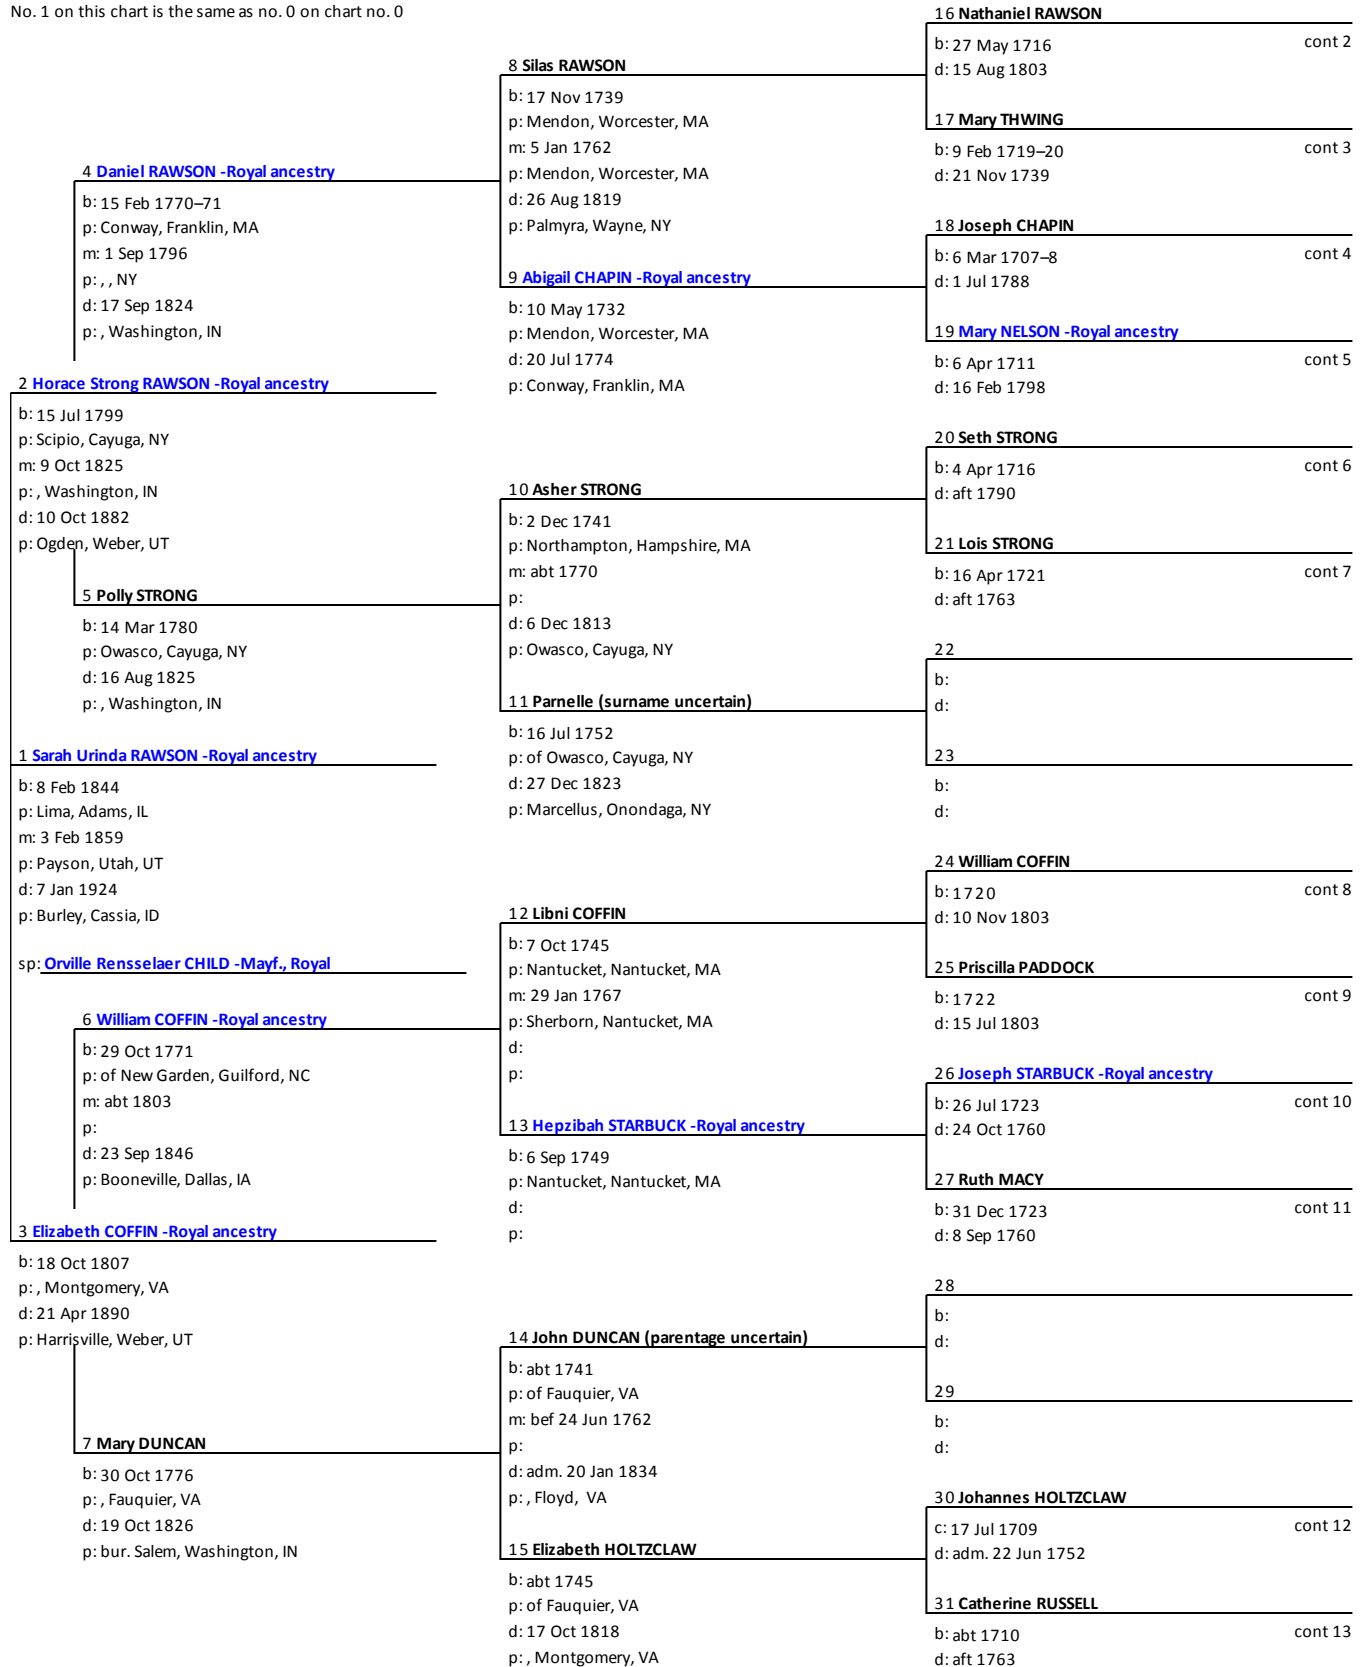 No. 1 on this chart is the same as no. 0 on chart no. 0
16 Nathaniel RAWSON
b: 27 May 1716
cont 2
d: 15 Aug 1803
8 Silas RAWSON
b: 17 Nov 1739
p: Mendon, Worcester, MA
m: 5 Jan 1762
p: Mendon, Worcester, MA
d: 26 Aug 1819
p: Palmyra, Wayne, NY
17 Mary THWING
b: 9 Feb 1719–20
cont 3
d: 21 Nov 1739
4 Daniel RAWSON -Royal ancestry
b: 15 Feb 1770–71
p: Conway, Franklin, MA
m: 1 Sep 1796
p: , , NY
d: 17 Sep 1824
p: , Washington, IN
18 Joseph CHAPIN
b: 6 Mar 1707–8
cont 4
d: 1 Jul 1788
9 Abigail CHAPIN -Royal ancestry
b: 10 May 1732
p: Mendon, Worcester, MA
d: 20 Jul 1774
p: Conway, Franklin, MA
19 Mary NELSON -Royal ancestry
b: 6 Apr 1711
cont 5
d: 16 Feb 1798
2 Horace Strong RAWSON -Royal ancestry
b: 15 Jul 1799
p: Scipio, Cayuga, NY
m: 9 Oct 1825
p: , Washington, IN
d: 10 Oct 1882
p: Ogden, Weber, UT
20 Seth STRONG
b: 4 Apr 1716
cont 6
d: aft 1790
10 Asher STRONG
b: 2 Dec 1741
p: Northampton, Hampshire, MA
m: abt 1770
p:
d: 6 Dec 1813
p: Owasco, Cayuga, NY
21 Lois STRONG
b: 16 Apr 1721
cont 7
d: aft 1763
5 Polly STRONG
b: 14 Mar 1780
p: Owasco, Cayuga, NY
d: 16 Aug 1825
p: , Washington, IN
22
b:
d:
11 Parnelle (surname uncertain)
b: 16 Jul 1752
p: of Owasco, Cayuga, NY
d: 27 Dec 1823
p: Marcellus, Onondaga, NY
23
b:
d:
1 Sarah Urinda RAWSON -Royal ancestry
b: 8 Feb 1844
p: Lima, Adams, IL
m: 3 Feb 1859
p: Payson, Utah, UT
d: 7 Jan 1924
p: Burley, Cassia, ID
sp: Orville Rensselaer CHILD -Mayf., Royal
24 William COFFIN
b: 1720
cont 8
d: 10 Nov 1803
12 Libni COFFIN
b: 7 Oct 1745
p: Nantucket, Nantucket, MA
m: 29 Jan 1767
p: Sherborn, Nantucket, MA
d:
p:
25 Priscilla PADDOCK
b: 1722
cont 9
d: 15 Jul 1803
6 William COFFIN -Royal ancestry
b: 29 Oct 1771
p: of New Garden, Guilford, NC
m: abt 1803
p:
d: 23 Sep 1846
p: Booneville, Dallas, IA
26 Joseph STARBUCK -Royal ancestry
b: 26 Jul 1723
cont 10
d: 24 Oct 1760
13 Hepzibah STARBUCK -Royal ancestry
b: 6 Sep 1749
p: Nantucket, Nantucket, MA
d:
p:
27 Ruth MACY
b: 31 Dec 1723
cont 11
d: 8 Sep 1760
3 Elizabeth COFFIN -Royal ancestry
b: 18 Oct 1807
p: , Montgomery, VA
d: 21 Apr 1890
p: Harrisville, Weber, UT
28
b:
d:
14 John DUNCAN (parentage uncertain)
b: abt 1741
p: of Fauquier, VA
m: bef 24 Jun 1762
p:
d: adm. 20 Jan 1834
p: , Floyd, VA
29
b:
d:
7 Mary DUNCAN
b: 30 Oct 1776
p: , Fauquier, VA
d: 19 Oct 1826
p: bur. Salem, Washington, IN
30 Johannes HOLTZCLAW
c: 17 Jul 1709
cont 12
d: adm. 22 Jun 1752
15 Elizabeth HOLTZCLAW
b: abt 1745
p: of Fauquier, VA
d: 17 Oct 1818
p: , Montgomery, VA
31 Catherine RUSSELL
b: abt 1710
cont 13
d: aft 1763